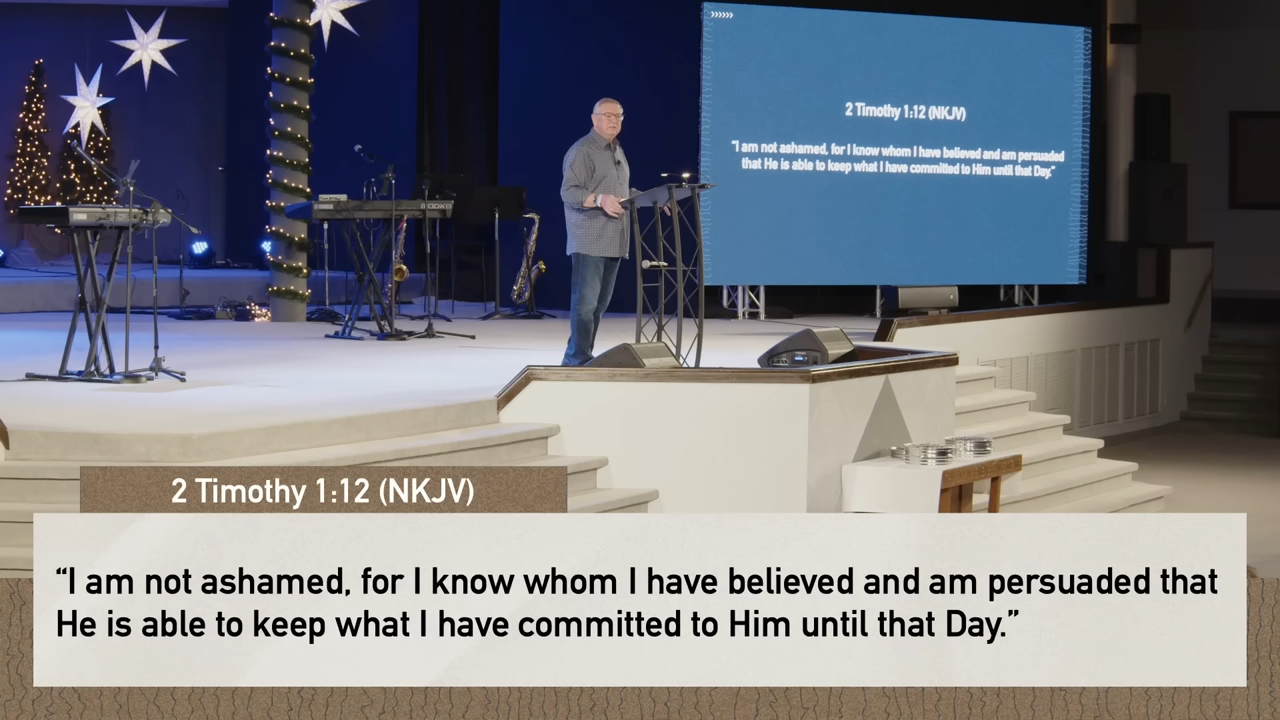 »»»
2 Timothy 1:12 (NKJV)
"I am not ashamed, for I know whom I have believed and am persuaded
that He is able to keep what I have committed to Him until that Day."
2 Timothy 1:12 (NKJV)
“I am not ashamed, for I know whom I have believed and am persuaded that
He is able to keep what I have committed to Him until that Day.”